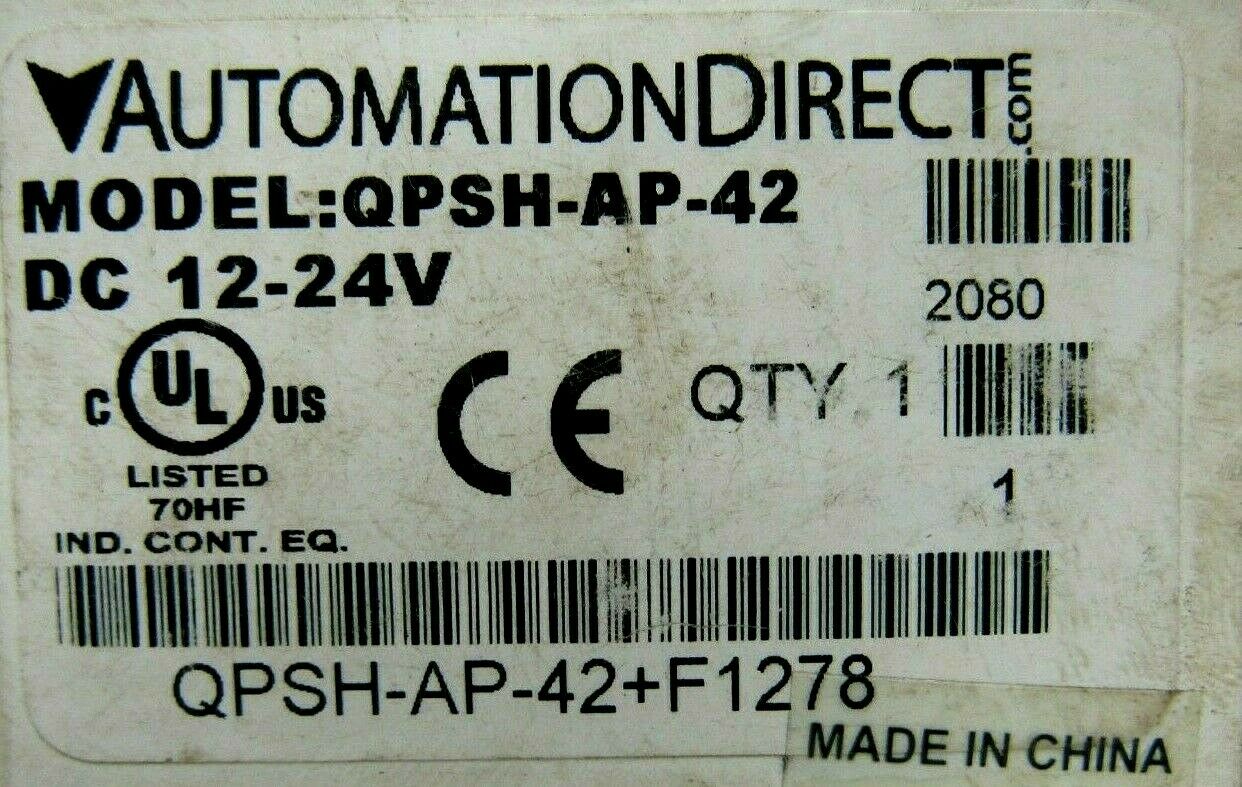 AUTOMATIONDIRECT.com
MODEL:QPSH-AP-42
DC 12-24V
2080
C UL US
LISTED
70HF
IND. CONT. EQ.
CE
QTY 1
1
QPSH-AP-42+F1278
MADE IN CHINA